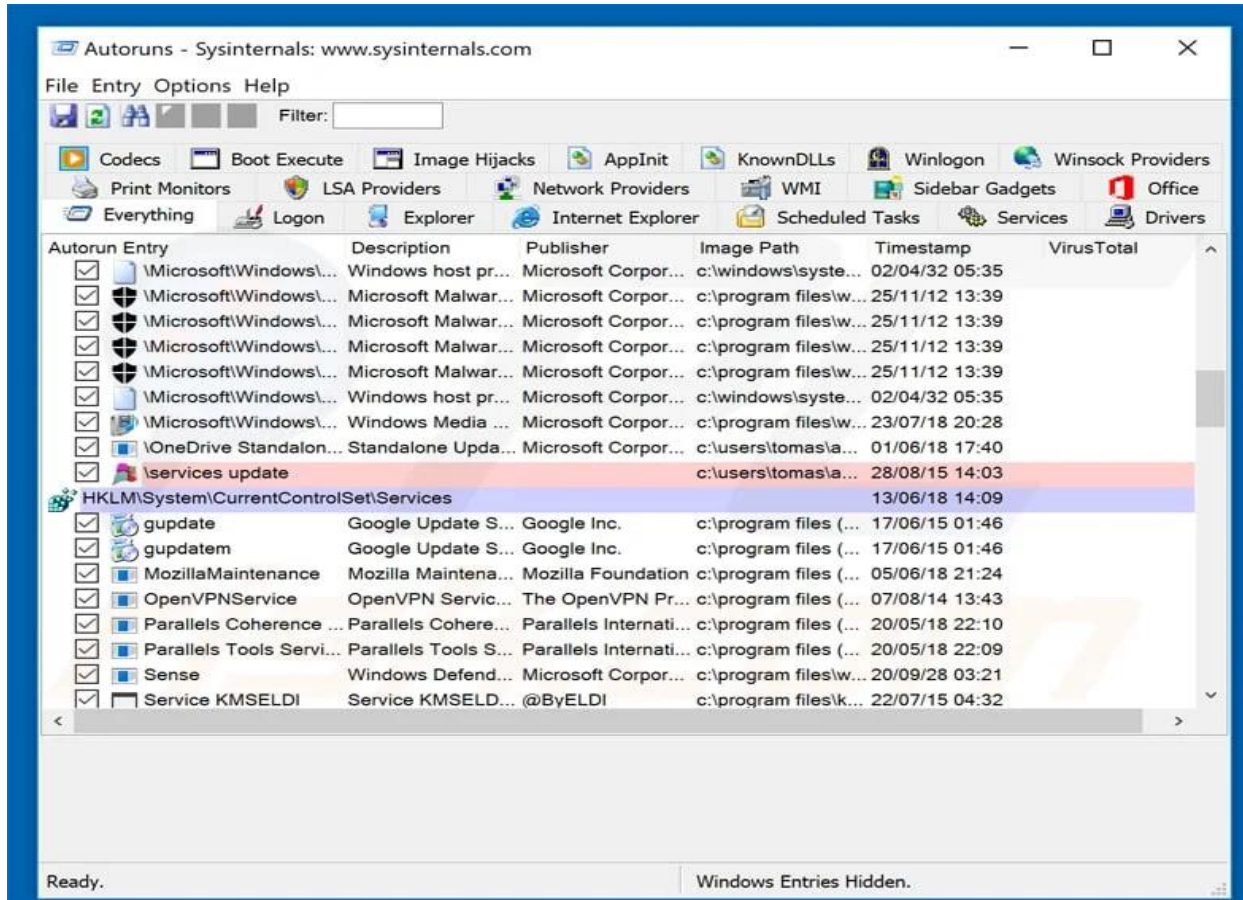 Autoruns - Sysinternals: www.sysinternals.com
File Entry Options Help
Filter:
Codecs Boot Execute Image Hijacks AppInit KnownDLLs Winlogon Winsock Providers
Print Monitors LSA Providers Network Providers WMI Sidebar Gadgets Office
Everything Logon Explorer Internet Explorer Scheduled Tasks Services Drivers
Autorun Entry Description Publisher Image Path Timestamp VirusTotal
\Microsoft\Windows\... Windows host pr... Microsoft Corpor... c:\windows\syste... 02/04/32 05:35
\Microsoft\Windows\... Microsoft Malwar... Microsoft Corpor... c:\program files\w... 25/11/12 13:39
\Microsoft\Windows\... Microsoft Malwar... Microsoft Corpor... c:\program files\w... 25/11/12 13:39
\Microsoft\Windows\... Microsoft Malwar... Microsoft Corpor... c:\program files\w... 25/11/12 13:39
\Microsoft\Windows\... Microsoft Malwar... Microsoft Corpor... c:\program files\w... 25/11/12 13:39
\Microsoft\Windows\... Windows host pr... Microsoft Corpor... c:\windows\syste... 02/04/32 05:35
\Microsoft\Windows\... Windows Media ... Microsoft Corpor... c:\program files\w... 23/07/18 20:28
\OneDrive Standalon... Standalone Upda... Microsoft Corpor... c:\users\tomas\a... 01/06/18 17:40
\services update c:\users\tomas\a... 28/08/15 14:03
HKLM\System\CurrentControlSet\Services 13/06/18 14:09
gupdate Google Update S... Google Inc. c:\program files (... 17/06/15 01:46
gupdatem Google Update S... Google Inc. c:\program files (... 17/06/15 01:46
MozillaMaintenance Mozilla Maintena... Mozilla Foundation c:\program files (... 05/06/18 21:24
OpenVPNService OpenVPN Servic... The OpenVPN Pr... c:\program files (... 07/08/14 13:43
Parallels Coherence ... Parallels Cohere... Parallels Internati... c:\program files (... 20/05/18 22:10
Parallels Tools Servi... Parallels Tools S... Parallels Internati... c:\program files (... 20/05/18 22:09
Sense Windows Defend... Microsoft Corpor... c:\program files\w... 20/09/28 03:21
Service KMSELDI Service KMSELD... @ByELDI c:\program files\k... 22/07/15 04:32
Ready. Windows Entries Hidden.